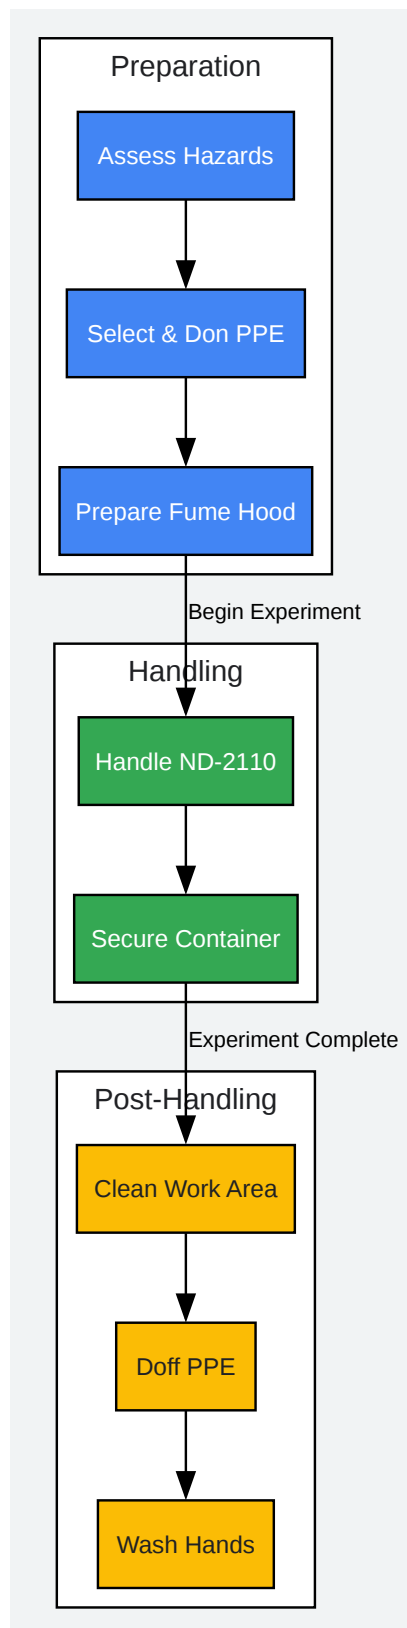 Preparation
Assess Hazards
Select & Don PPE
Prepare Fume Hood
Begin Experiment
Handling
Handle ND-2110
Secure Container
Experiment Complete
Post-Handling
Clean Work Area
Doff PPE
Wash Hands